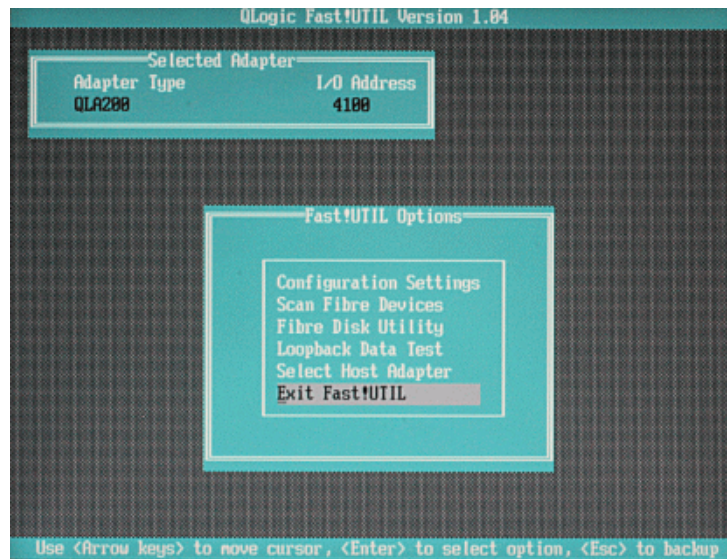 QLogic Fast!UTIL Version 1.04
Selected Adapter
Adapter Type I/O Address
QLA200 4100
Fast!UTIL Options
Configuration Settings
Scan Fibre Devices
Fibre Disk Utility
Loopback Data Test
Select Host Adapter
Exit Fast!UTIL
Use <Arrow keys> to move cursor, <Enter> to select option, <Esc> to backup